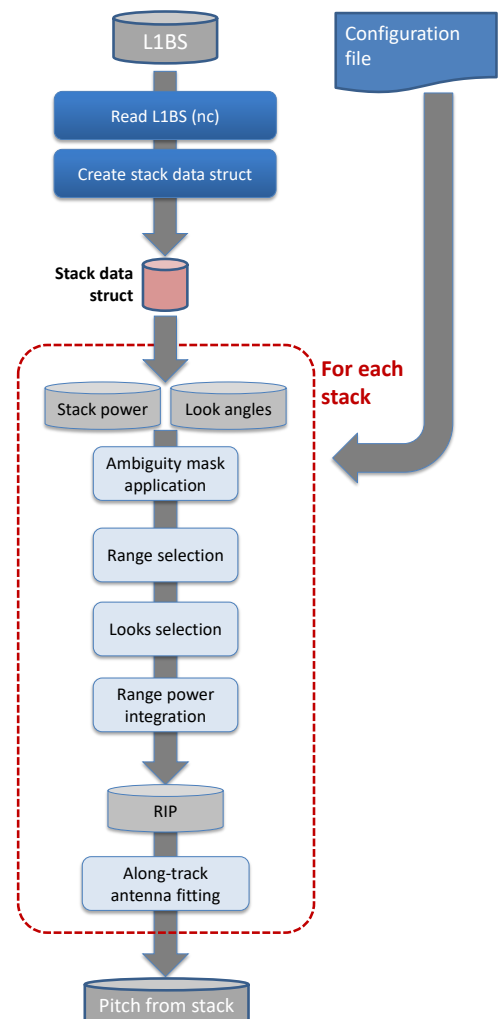 L1BS
Configuration
file
Read L1BS (nc)
Create stack data struct
Stack data
struct
For each
stack
Stack power
Look angles
Ambiguity mask
application
Range selection
Looks selection
Range power
integration
RIP
Along-track
antenna fitting
Pitch from stack